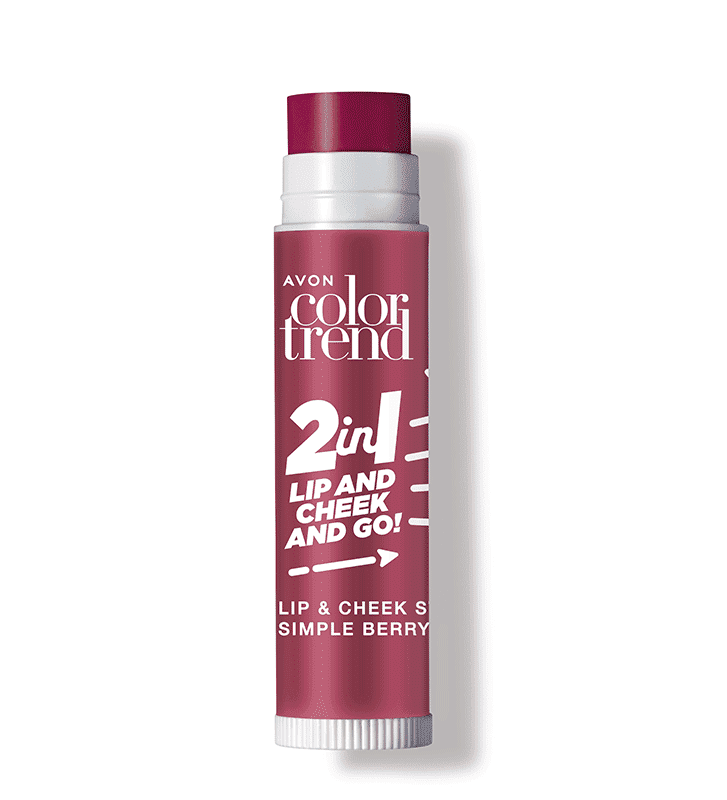 AVON
color
trend
2in1
LIP AND
CHEEK
AND GO!
LIP & CHEEK S
SIMPLE BERRY